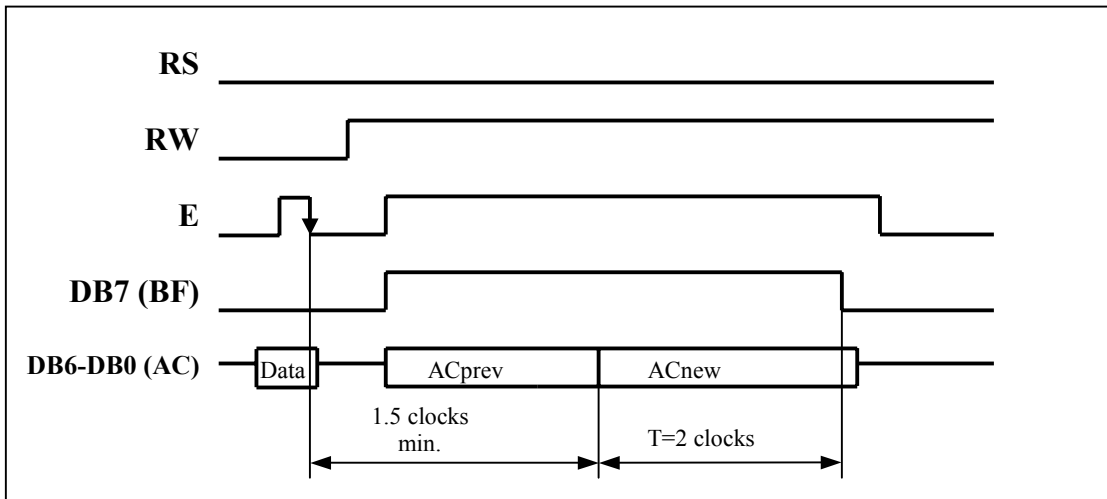 RS
RW
E
DB7 (BF)
DB6-DB0 (AC)
Data
ACprev
ACnew
1.5 clocks
min.
T=2 clocks